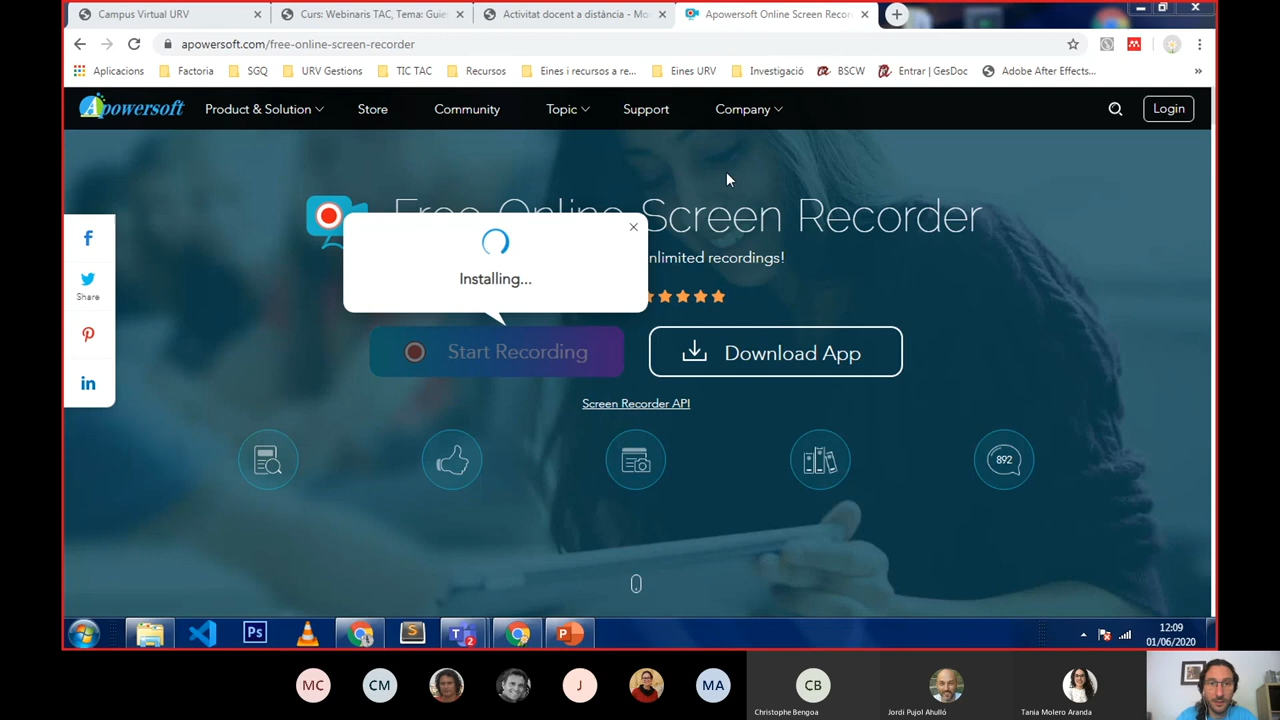 Campus Virtual URV
Curs: Webinaris TAC, Tema: Guie
Activitat docent a distància - Mo
Apowersoft Online Screen Recor
apowersoft.com/free-online-screen-recorder
Aplicacions
Factoria
SGQ
URV Gestions
TIC TAC
Recursos
Eines i recursos a re...
Eines URV
Investigació
BSCW
Entrar | GesDoc
Adobe After Effects...
»
Apowersoft
Product & Solution
Store
Community
Topic
Support
Company
Login
Free Online Screen Recorder
nlimited recordings!
Installing...
Share
Start Recording
Download App
Screen Recorder API
892
Ps
2
12:09
01/06/2020
MC
CM
J
MA
CB
Christophe Bengoa
Jordi Pujol Ahulló
Tania Molero Aranda